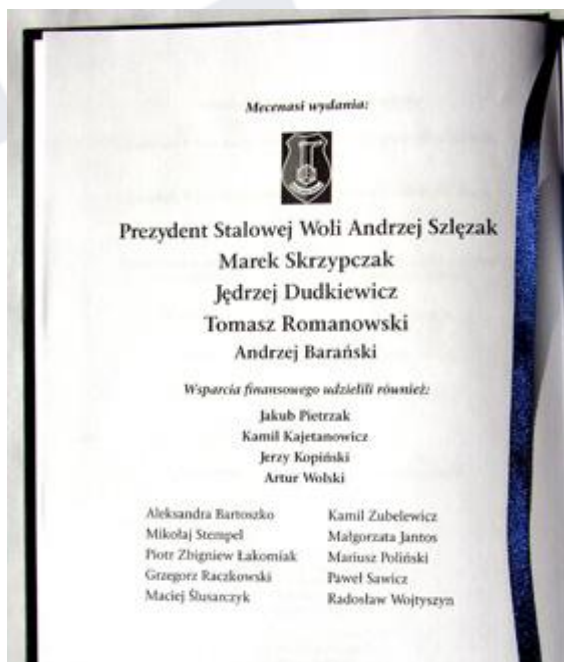 Mecenasi wydania:
Prezydent Stalowej Woli Andrzej Szlęzak
Marek Skrzypczak
Jędrzej Dudkiewicz
Tomasz Romanowski
Andrzej Barański
Wsparcia finansowego udzielili również:
Jakub Pietrzak
Kamil Kajetanowicz
Jerzy Kopiński
Artur Wolski
Aleksandra Bartoszko
Mikołaj Stempel
Piotr Zbigniew Łakomiak
Grzegorz Raczkowski
Maciej Ślusarczyk
Kamil Zubelewicz
Małgorzata Jantos
Mariusz Poliński
Paweł Sawicz
Radosław Wojtyszyn